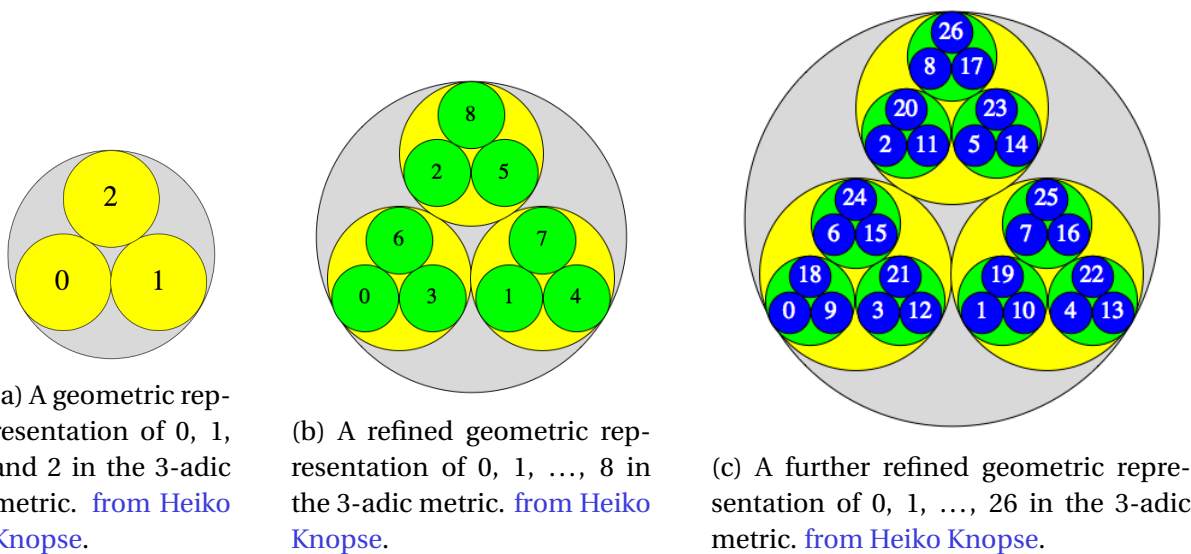 2
0 1
a) A geometric rep-
resentation of 0, 1,
and 2 in the 3-adic
metric. from Heiko
Knopse.
8
2 5
6 7
0 3 1 4
(b) A refined geometric rep-
resentation of 0, 1, …, 8 in
the 3-adic metric. from Heiko
Knopse.
26
8 17
20 23
2 11 5 14
24 25
6 15 7 16
18 21 19 22
0 9 3 12 1 10 4 13
(c) A further refined geometric repre-
sentation of 0, 1, …, 26 in the 3-adic
metric. from Heiko Knopse.